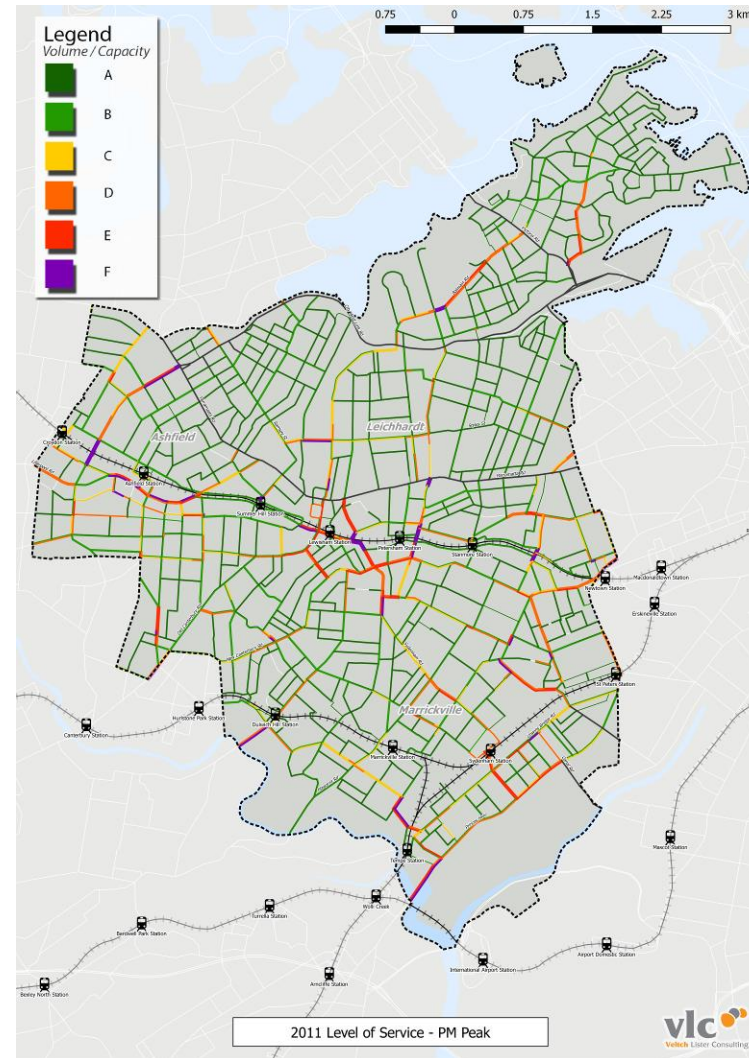 0.75 0 0.75 1.5 2.25 3 km
Legend
Volume / Capacity
A
B
C
D
E
F
Ashfield
Leichhardt
Croydon Station
Ashfield Station
Summer Hill Station
Lewisham Station
Petersham Station
Stanmore Station
Newtown Station
Macdonaldtown Station
Erskineville Station
St Peters Station
Marrickville
Hurlstone Park Station
Canterbury Station
Dulwich Hill Station
Marrickville Station
Sydenham Station
Tempe Station
Mascot Station
Wolli Creek
Turrella Station
Bardwell Park Station
Bexley North Station
Arncliffe Station
International Airport Station
Airport Domestic Station
2011 Level of Service - PM Peak
vlc
Veitch Lister Consulting